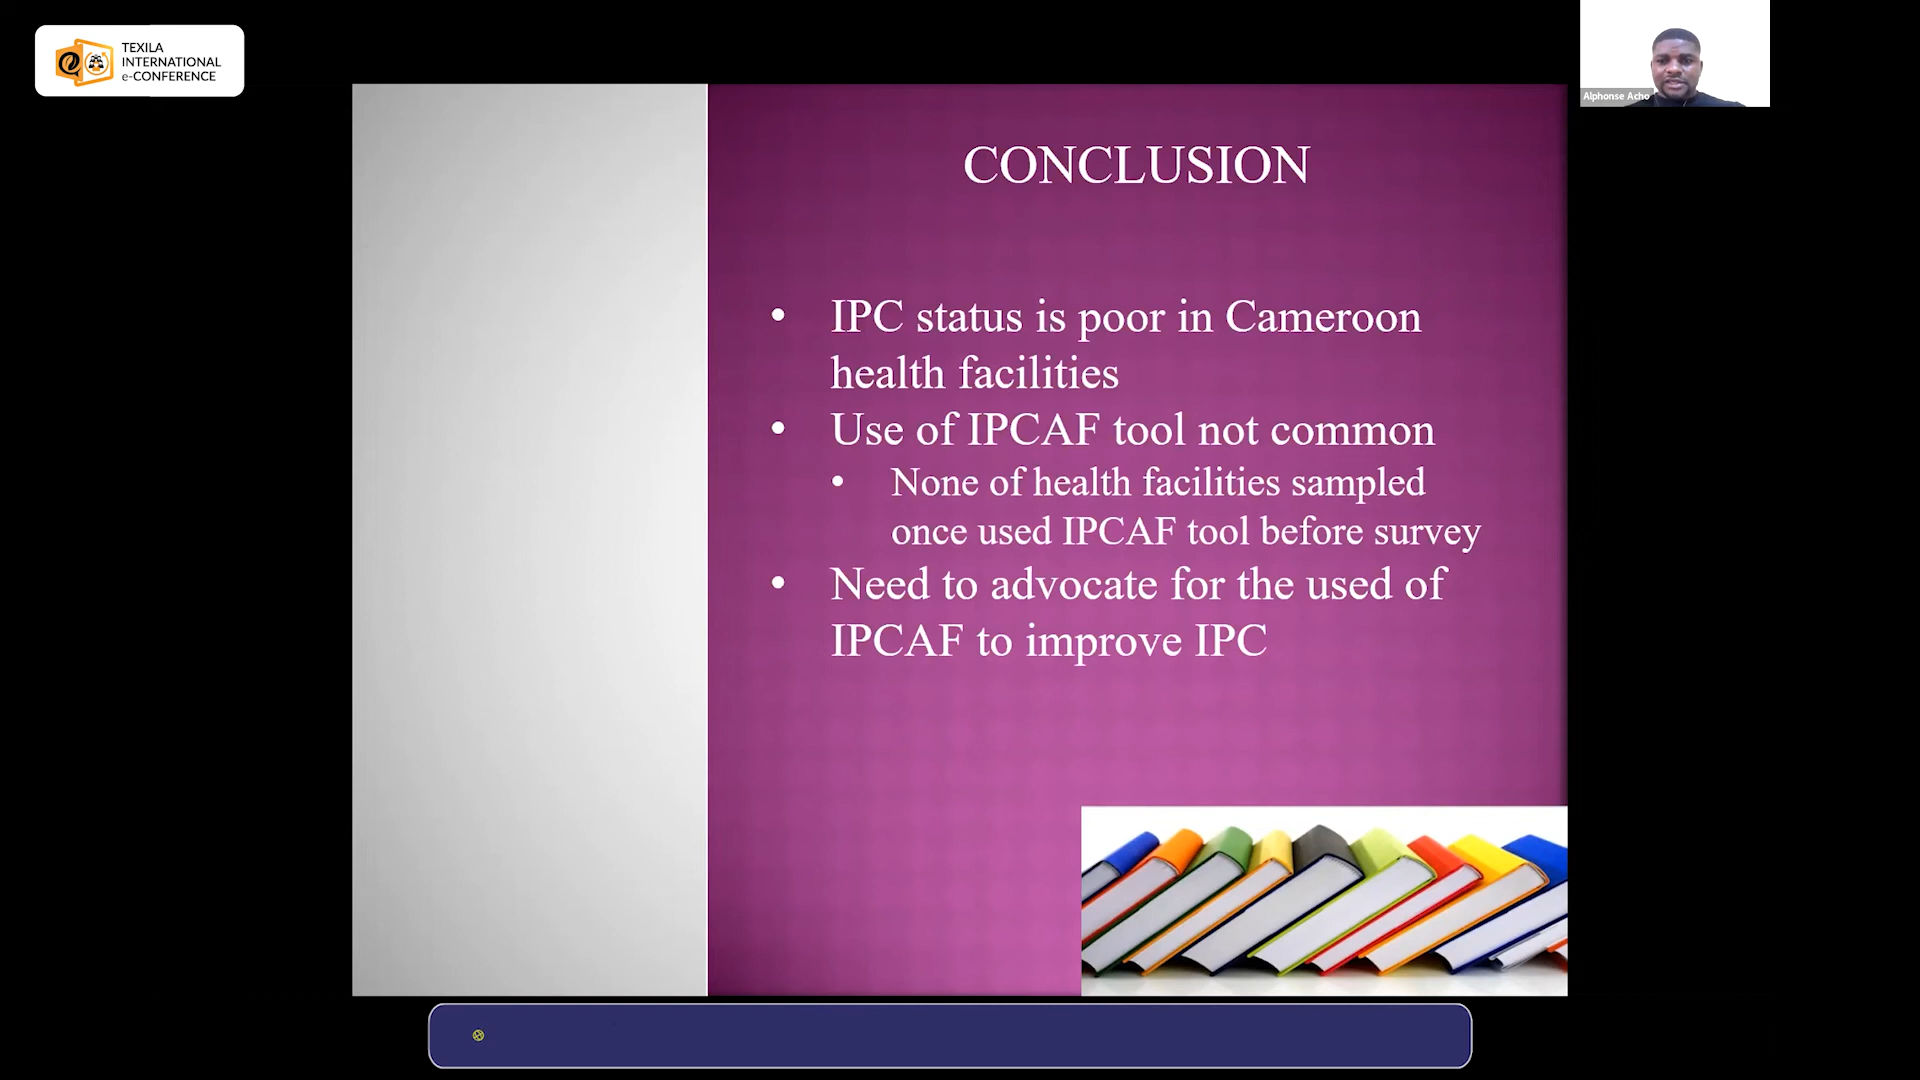 TEXILA
INTERNATIONAL
e-CONFERENCE
Alphonse Acho
CONCLUSION
• IPC status is poor in Cameroon
health facilities
• Use of IPCAF tool not common
• None of health facilities sampled
once used IPCAF tool before survey
• Need to advocate for the used of
IPCAF to improve IPC